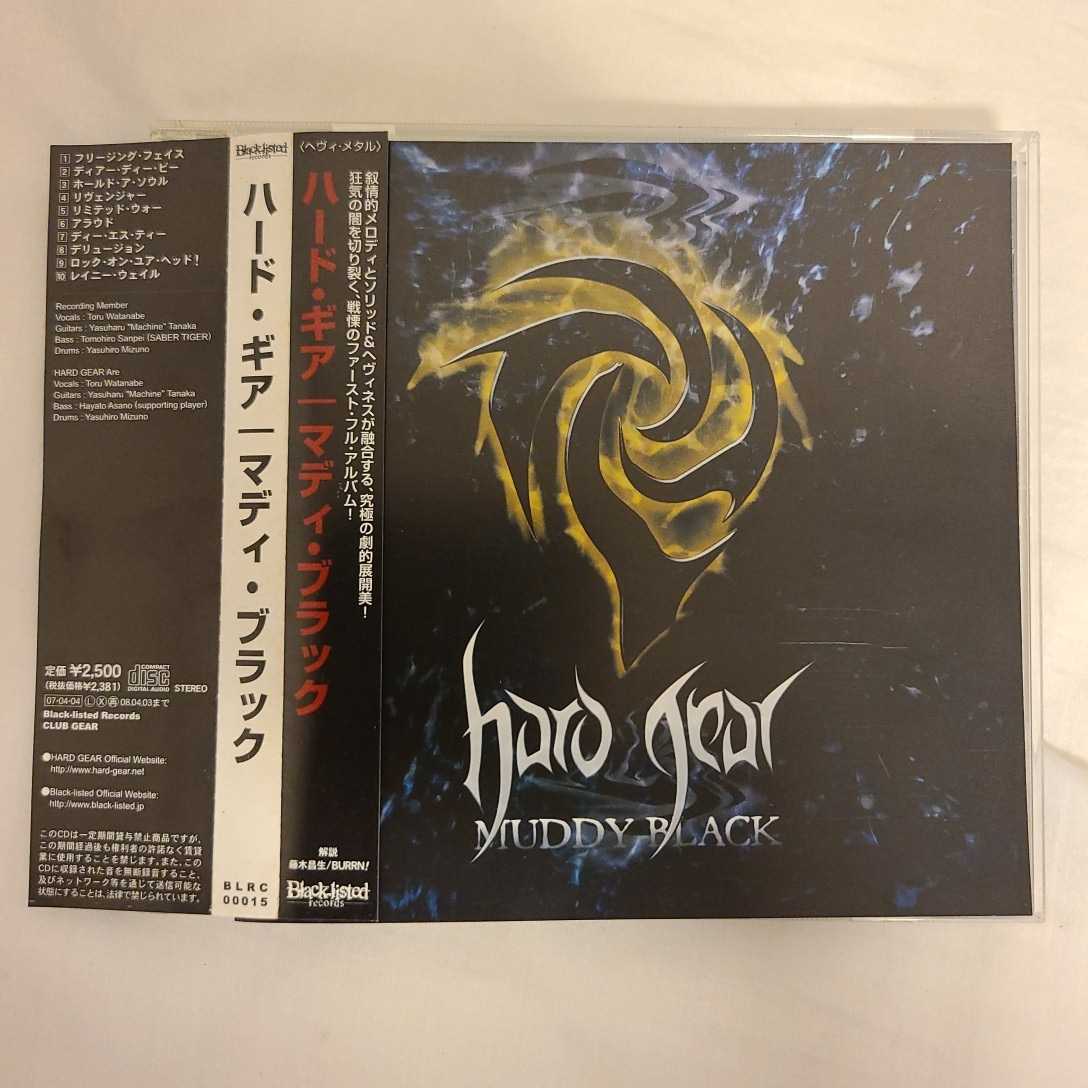 1 フリージング・フェイス
2 ディアー・ディー・ビー
3 ホールド・ア・ソウル
4 リヴェンジャー
5 リミテッド・ウォー
6 アラウド
7 ディー・エス・ティー
8 デリュージョン
9 ロック・オン・ユア・ヘッド!
10 レイニー・ウェイル
Recording Member
Vocals : Toru Watanabe
Guitars : Yasuharu "Machine" Tanaka
Bass : Tomohiro Sanpei (SABER TIGER)
Drums : Yasuhiro Mizuno
HARD GEAR Are
Vocals : Toru Watanabe
Guitars : Yasuharu "Machine" Tanaka
Bass : Hayato Asano (supporting player)
Drums : Yasuhiro Mizuno
定価 ¥2,500
(税抜価格¥2,381)
COMPACT
disc
DIGITAL AUDIO
STEREO
07-04-04 Ⓛ Ⓧ 再 08.04.03まで
Black-listed Records
CLUB GEAR
●HARD GEAR Official Website:
http://www.hard-gear.net
●Black-listed Official Website:
http://www.black-listed.jp
このCDは一定期間貸与禁止商品ですが、
この期間経過後も権利者の許諾なく賃貸
業に使用することを禁じます。また、この
CDに収録された音を無断録音すること、
及びネットワーク等を通じて送信可能な
状態にすることは、法律で禁じられています。
Black-listed
records
ハード・ギア|マディ・ブラック
BLRC
00015
〈ヘヴィ・メタル〉
ハード・ギア|マディ・ブラック
叙情的メロディとソリッド&ヘヴィネスが融合する、究極の劇的展開美!
狂気の闇を切り裂く、戦慄のファースト・フル・アルバム!
解説
藤木昌生/BURRN!
Black-listed
records
hard gear
MUDDY BLACK